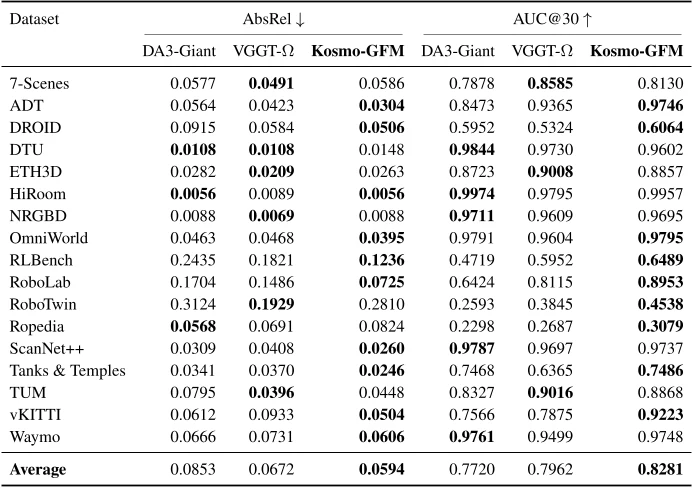 Dataset AbsRel ↓ AUC@30 ↑
DA3-Giant VGGT-Ω Kosmo-GFM DA3-Giant VGGT-Ω Kosmo-GFM
7-Scenes 0.0577 0.0491 0.0586 0.7878 0.8585 0.8130
ADT 0.0564 0.0423 0.0304 0.8473 0.9365 0.9746
DROID 0.0915 0.0584 0.0506 0.5952 0.5324 0.6064
DTU 0.0108 0.0108 0.0148 0.9844 0.9730 0.9602
ETH3D 0.0282 0.0209 0.0263 0.8723 0.9008 0.8857
HiRoom 0.0056 0.0089 0.0056 0.9974 0.9795 0.9957
NRGBD 0.0088 0.0069 0.0088 0.9711 0.9609 0.9695
OmniWorld 0.0463 0.0468 0.0395 0.9791 0.9604 0.9795
RLBench 0.2435 0.1821 0.1236 0.4719 0.5952 0.6489
RoboLab 0.1704 0.1486 0.0725 0.6424 0.8115 0.8953
RoboTwin 0.3124 0.1929 0.2810 0.2593 0.3845 0.4538
Ropedia 0.0568 0.0691 0.0824 0.2298 0.2687 0.3079
ScanNet++ 0.0309 0.0408 0.0260 0.9787 0.9697 0.9737
Tanks & Temples 0.0341 0.0370 0.0246 0.7468 0.6365 0.7486
TUM 0.0795 0.0396 0.0448 0.8327 0.9016 0.8868
vKITTI 0.0612 0.0933 0.0504 0.7566 0.7875 0.9223
Waymo 0.0666 0.0731 0.0606 0.9761 0.9499 0.9748
Average 0.0853 0.0672 0.0594 0.7720 0.7962 0.8281